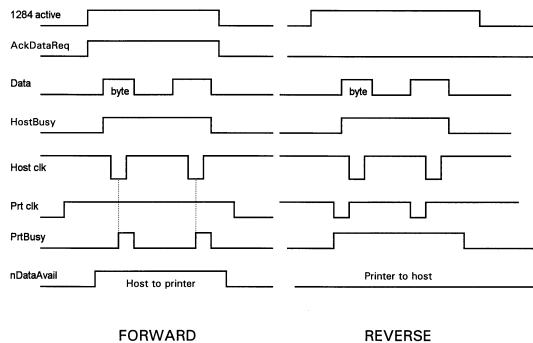 1284 active
AckDataReq
Data
byte
byte
HostBusy
Host clk
Prt clk
PrtBusy
nDataAvail
Host to printer
Printer to host
FORWARD
REVERSE